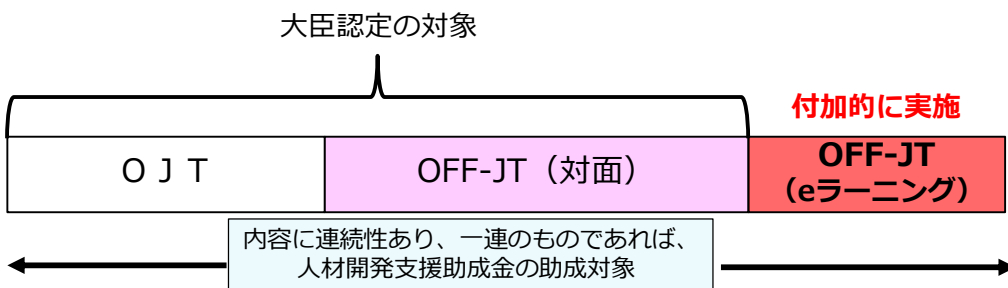 大臣認定の対象
付加的に実施
ＯＪＴ
OFF-JT（対面）
OFF-JT
（eラーニング）
内容に連続性あり、一連のものであれば、
人材開発支援助成金の助成対象